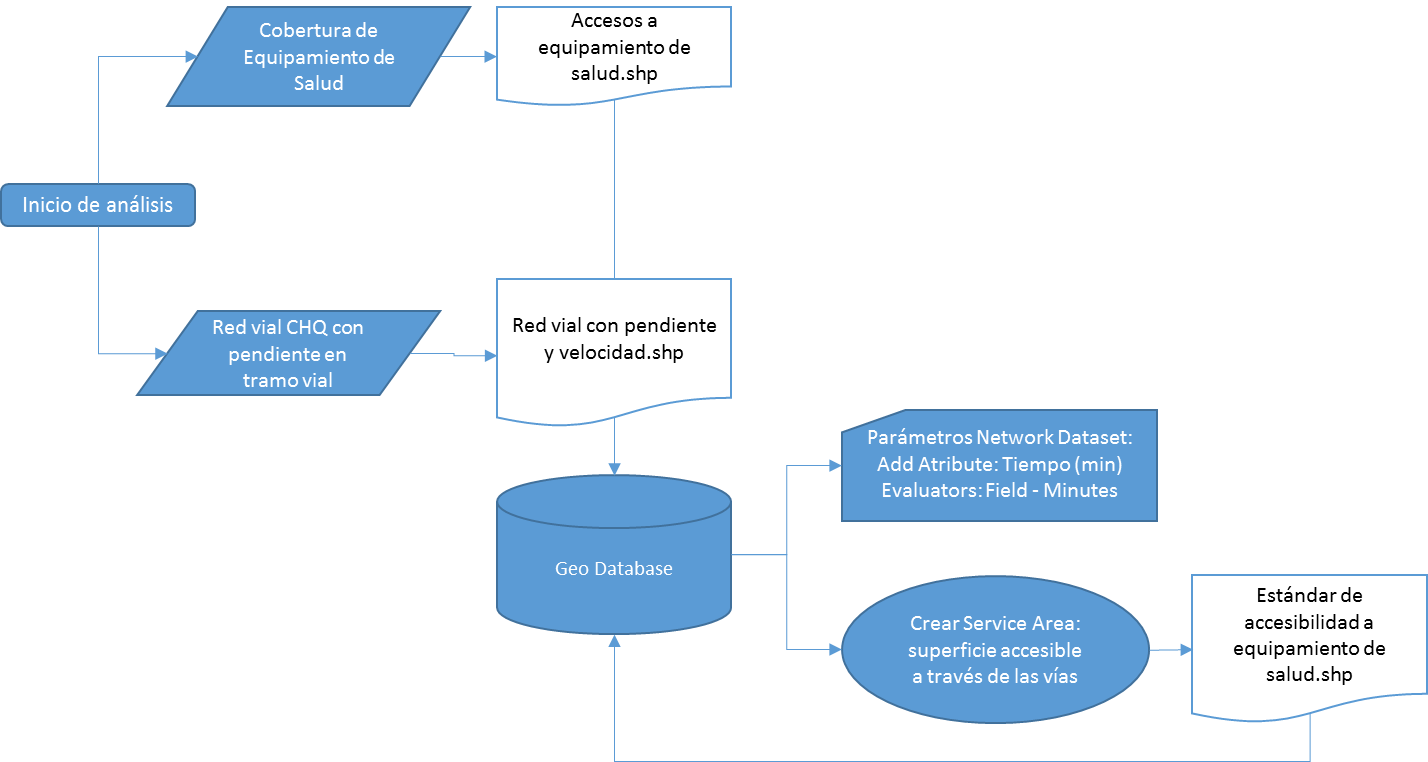 Cobertura de
Equipamiento de
Salud
Accesos a
equipamiento de
salud.shp
Inicio de análisis
Red vial CHQ con
pendiente en
tramo vial
Red vial con pendiente
y velocidad.shp
Geo Database
Parámetros Network Dataset:
Add Atribute: Tiempo (min)
Evaluators: Field - Minutes
Crear Service Area:
superficie accesible
a través de las vías
Estándar de
accesibilidad a
equipamiento de
salud.shp